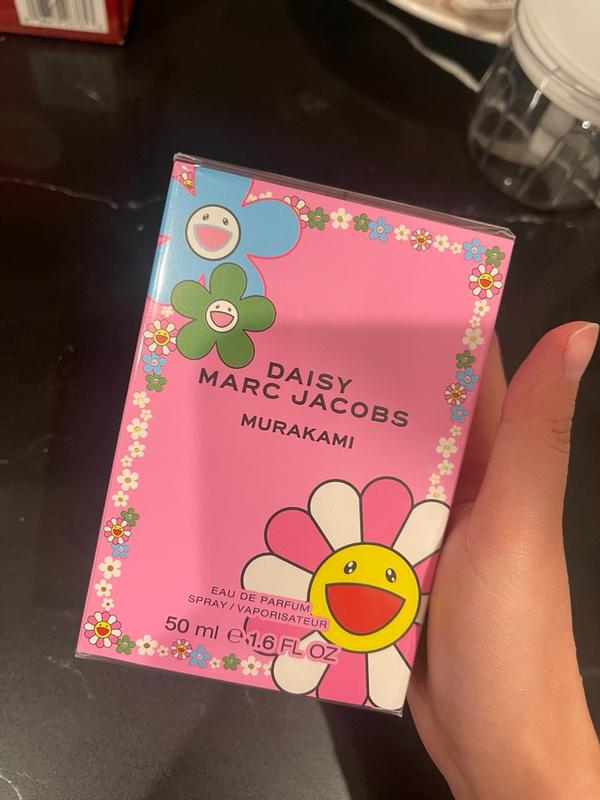 DAISY
MARC JACOBS
MURAKAMI
EAU DE PARFUM
SPRAY / VAPORISATEUR
50 ml ℮ 1.6 FL OZ